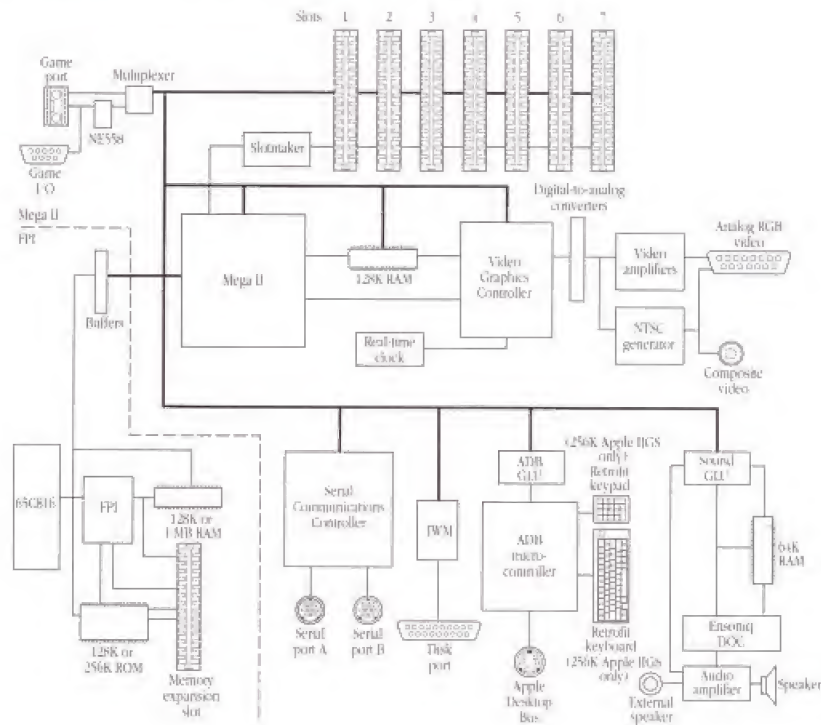 Slots 1 2 3 4 5 6 7
Game
port
Multiplexer
NE558
Game
I/O
Slotmaker
Digital-to-analog
converters
Mega II
FPI
Analog RGB
video
Mega II
128K RAM
Video
Graphics
Controller
Video
amplifiers
Buffers
Real-time
clock
NTSC
generator
Composite
video
65C816
FPI
128K or
1 MB RAM
128K or
256K ROM
Memory
expansion
slot
Serial
Communications
Controller
Serial
port A
Serial
port B
IWM
Disk
port
ADB
GLU
(256K Apple IIGS
only)
Retrofit
keypad
ADB
micro-
controller
Retrofit
keyboard
(256K Apple IIGS
only)
Apple
Desktop
Bus
Sound
GLU
64K
RAM
Ensoniq
DOC
Audio
amplifier
Speaker
External
speaker